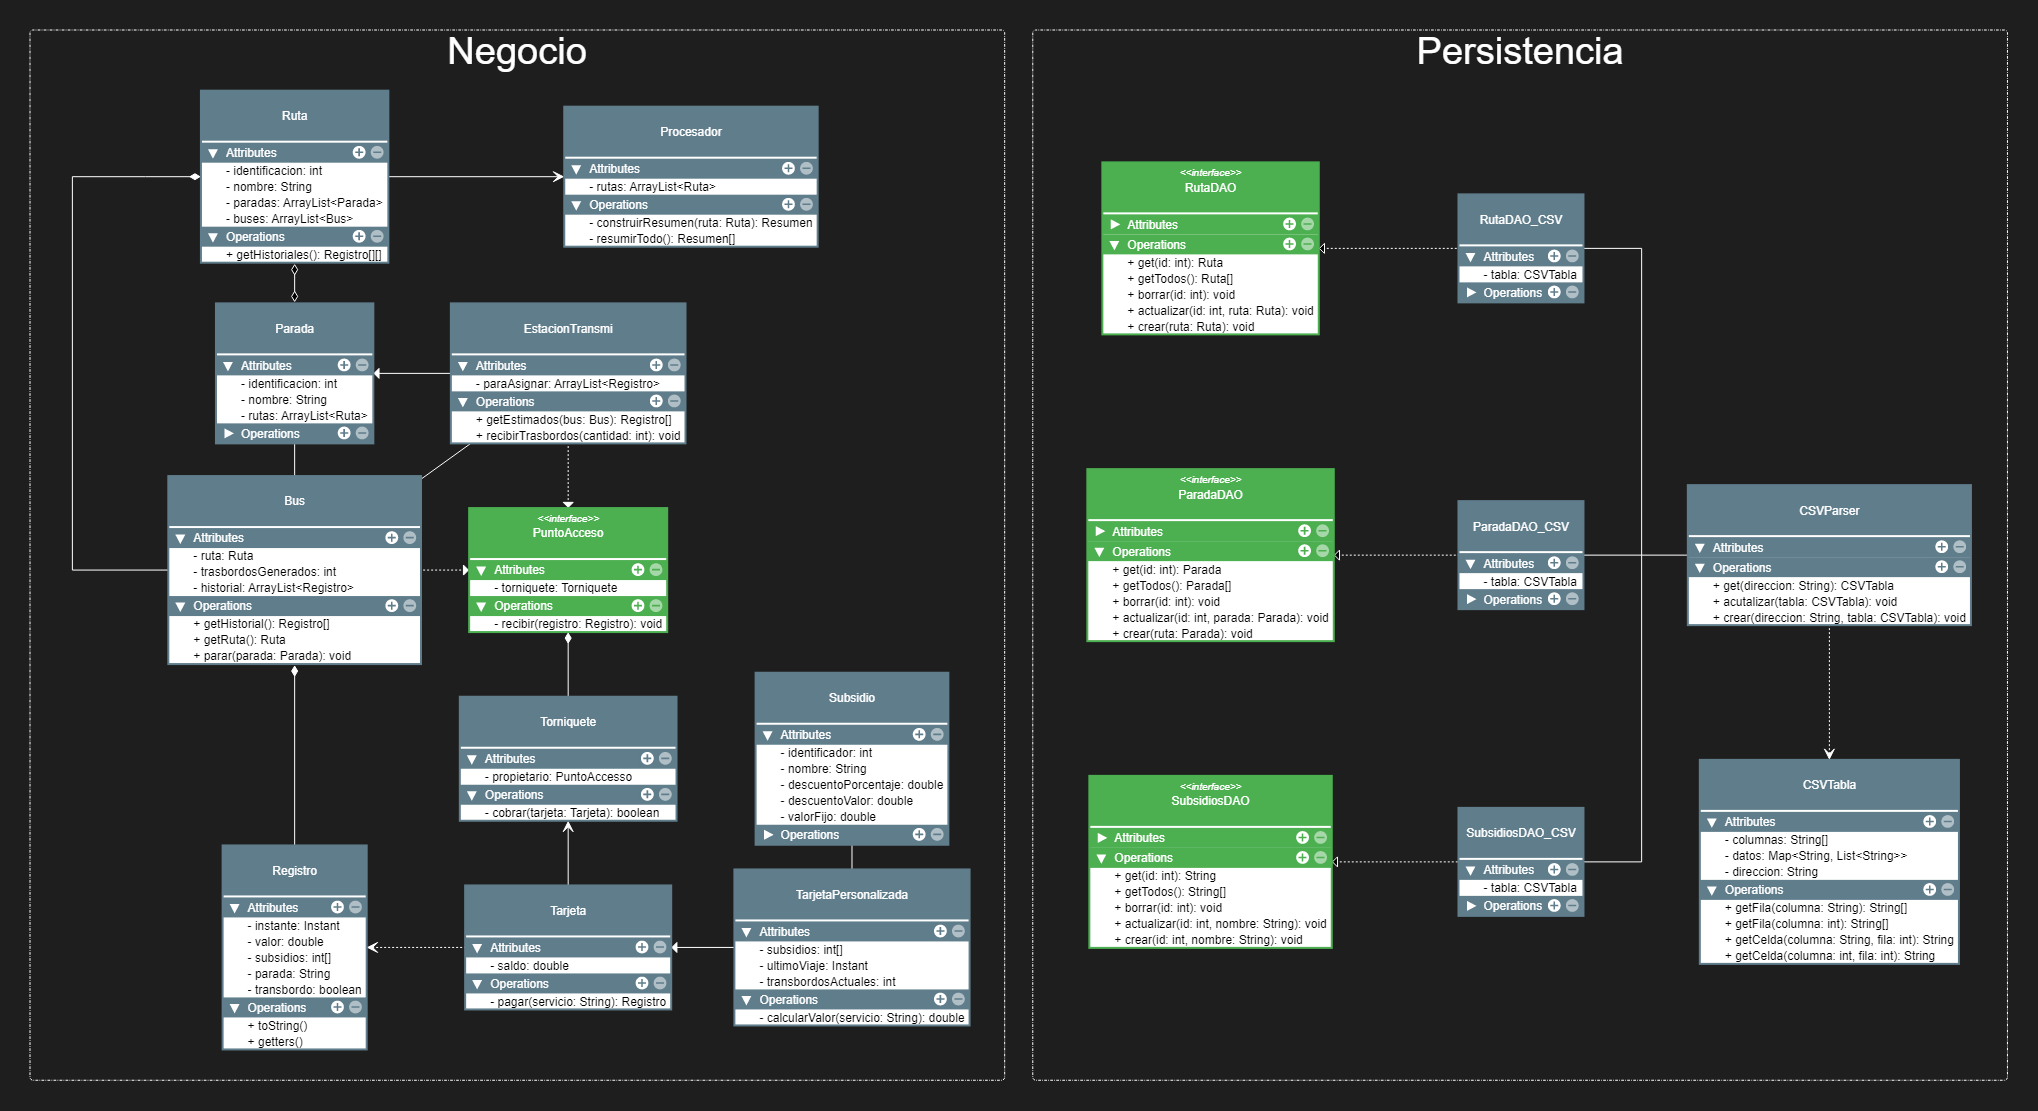 Negocio
Ruta
Attributes
- identificacion: int
- nombre: String
- paradas: ArrayList<Parada>
- buses: ArrayList<Bus>
Operations
+ getHistoriales(): Registro[][]
Procesador
Attributes
- rutas: ArrayList<Ruta>
Operations
- construirResumen(ruta: Ruta): Resumen
- resumirTodo(): Resumen[]
Parada
Attributes
- identificacion: int
- nombre: String
- rutas: ArrayList<Ruta>
Operations
EstacionTransmi
Attributes
- paraAsignar: ArrayList<Registro>
Operations
+ getEstimados(bus: Bus): Registro[]
+ recibirTrasbordos(cantidad: int): void
Bus
Attributes
- ruta: Ruta
- trasbordosGenerados: int
- historial: ArrayList<Registro>
Operations
+ getHistorial(): Registro[]
+ getRuta(): Ruta
+ parar(parada: Parada): void
<<interface>>
PuntoAcceso
Attributes
- torniquete: Torniquete
Operations
- recibir(registro: Registro): void
Torniquete
Attributes
- propietario: PuntoAccesso
Operations
- cobrar(tarjeta: Tarjeta): boolean
Subsidio
Attributes
- identificador: int
- nombre: String
- descuentoPorcentaje: double
- descuentoValor: double
- valorFijo: double
Operations
Registro
Attributes
- instante: Instant
- valor: double
- subsidios: int[]
- parada: String
- transbordo: boolean
Operations
+ toString()
+ getters()
Tarjeta
Attributes
- saldo: double
Operations
- pagar(servicio: String): Registro
TarjetaPersonalizada
Attributes
- subsidios: int[]
- ultimoViaje: Instant
- transbordosActuales: int
Operations
- calcularValor(servicio: String): double
Persistencia
<<interface>>
RutaDAO
Attributes
Operations
+ get(id: int): Ruta
+ getTodos(): Ruta[]
+ borrar(id: int): void
+ actualizar(id: int, ruta: Ruta): void
+ crear(ruta: Ruta): void
RutaDAO_CSV
Attributes
- tabla: CSVTabla
Operations
<<interface>>
ParadaDAO
Attributes
Operations
+ get(id: int): Parada
+ getTodos(): Parada[]
+ borrar(id: int): void
+ actualizar(id: int, parada: Parada): void
+ crear(ruta: Parada): void
ParadaDAO_CSV
Attributes
- tabla: CSVTabla
Operations
CSVParser
Attributes
Operations
+ get(direccion: String): CSVTabla
+ acutalizar(tabla: CSVTabla): void
+ crear(direccion: String, tabla: CSVTabla): void
<<interface>>
SubsidiosDAO
Attributes
Operations
+ get(id: int): String
+ getTodos(): String[]
+ borrar(id: int): void
+ actualizar(id: int, nombre: String): void
+ crear(id: int, nombre: String): void
SubsidiosDAO_CSV
Attributes
- tabla: CSVTabla
Operations
CSVTabla
Attributes
- columnas: String[]
- datos: Map<String, List<String>>
- direccion: String
Operations
+ getFila(columna: String): String[]
+ getFila(columna: int): String[]
+ getCelda(columna: String, fila: int): String
+ getCelda(columna: int, fila: int): String